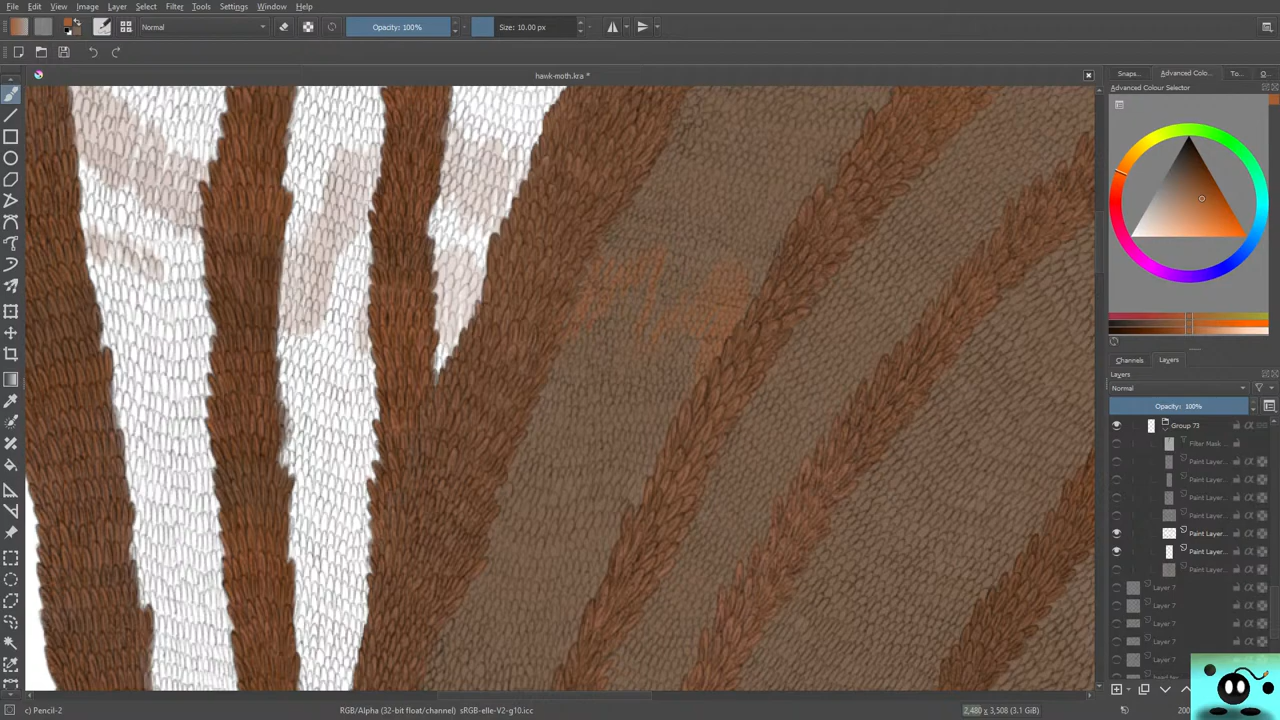 File Edit View Image Layer Select Filter Tools Settings Window Help
Normal Opacity: 100% Size: 10.00 px
hawk-moth.kra *
Snaps... Advanced Colo... To... O...
Advanced Colour Selector
Channels Layers
Layers
Normal
Opacity: 100%
Group 73
Filter Mask ...
Paint Layer...
Paint Layer...
Paint Layer...
Paint Layer...
Paint Layer...
Paint Layer...
Paint Layer...
Layer 7
Layer 7
Layer 7
Layer 7
Layer 7
c) Pencil-2 RGB/Alpha (32-bit float/channel) sRGB-elle-V2-g10.icc 2,480 x 3,508 (3.1 GiB)